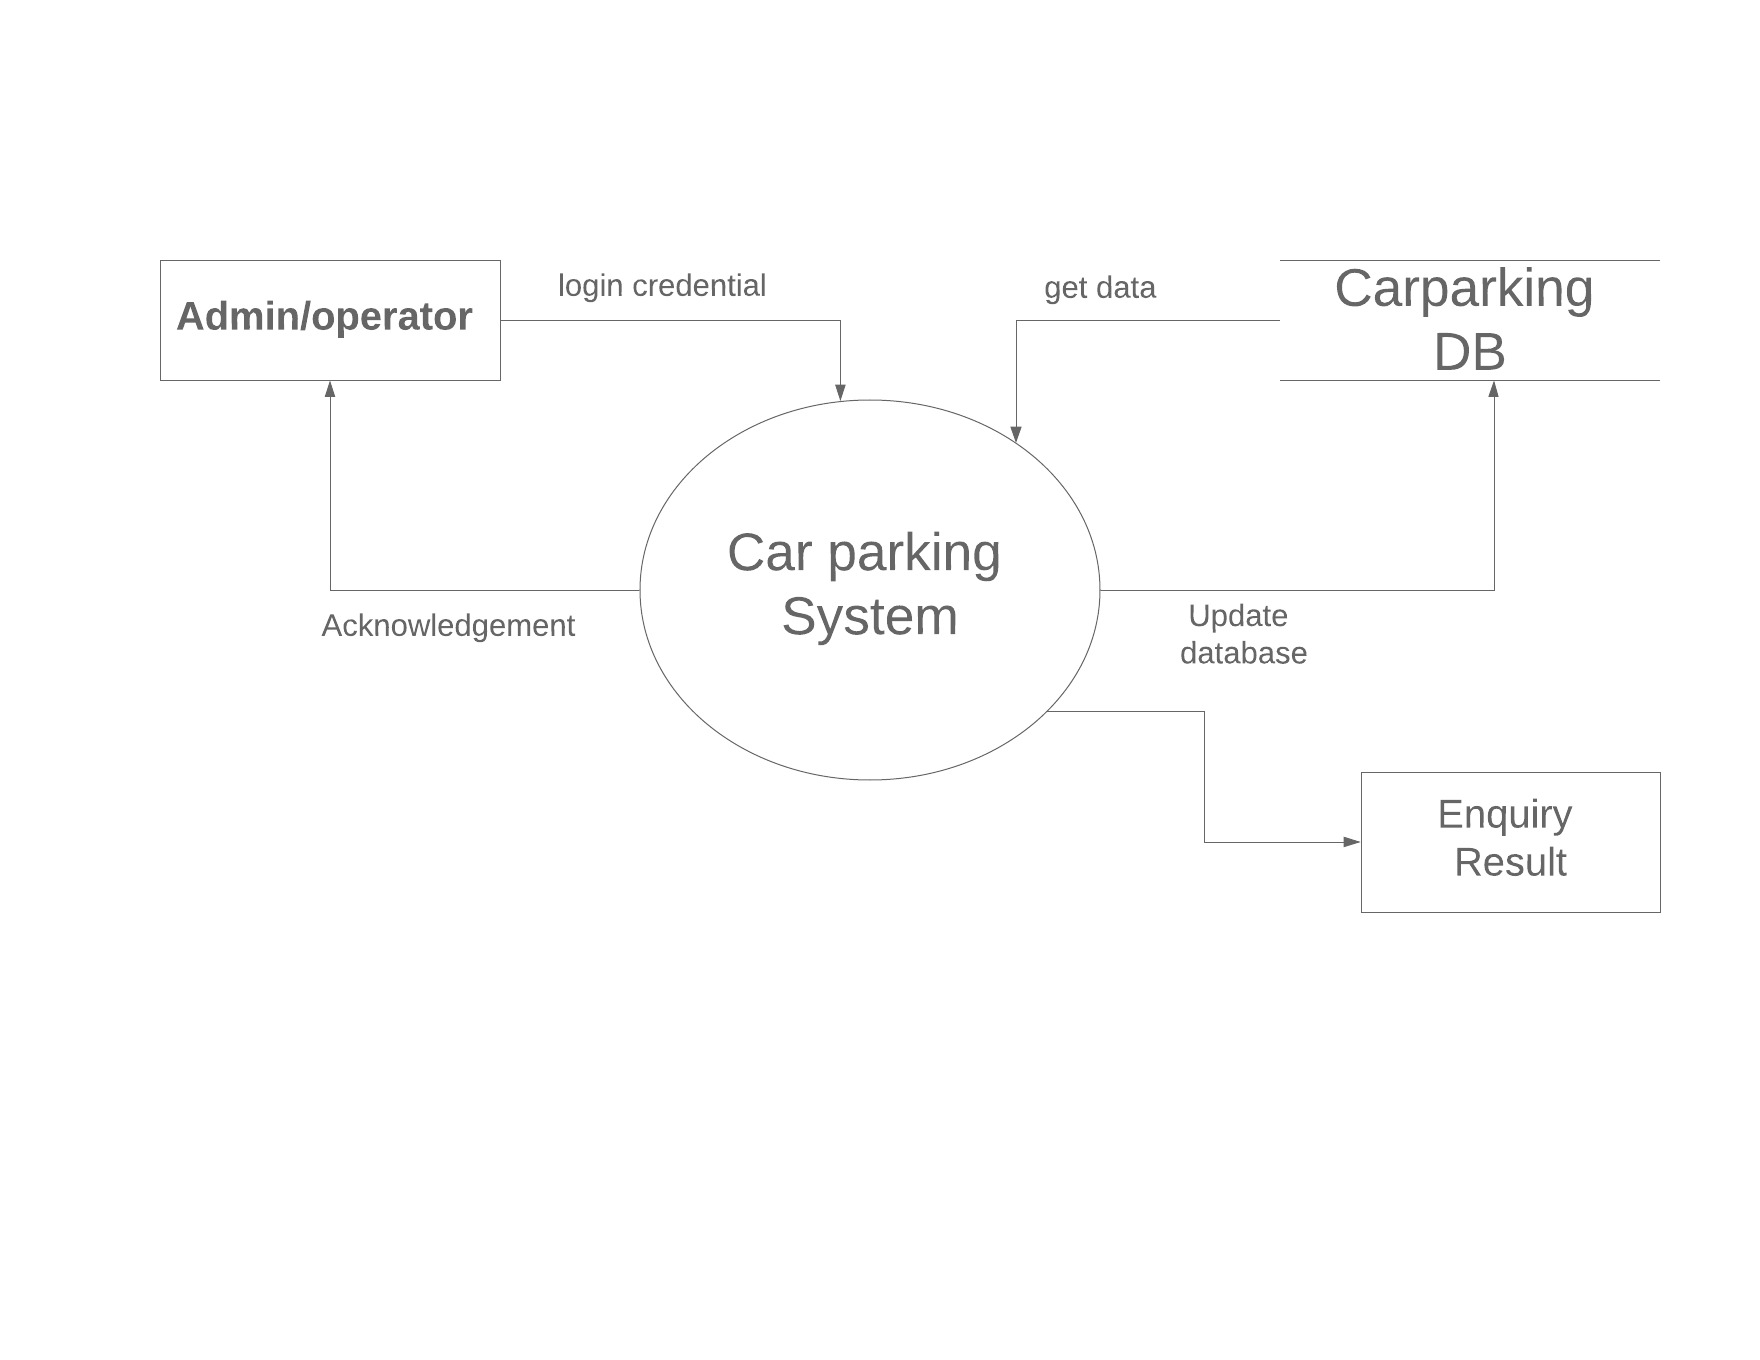 Admin/operator
login credential
get data
Carparking
DB
Car parking
System
Acknowledgement
Update
database
Enquiry
Result